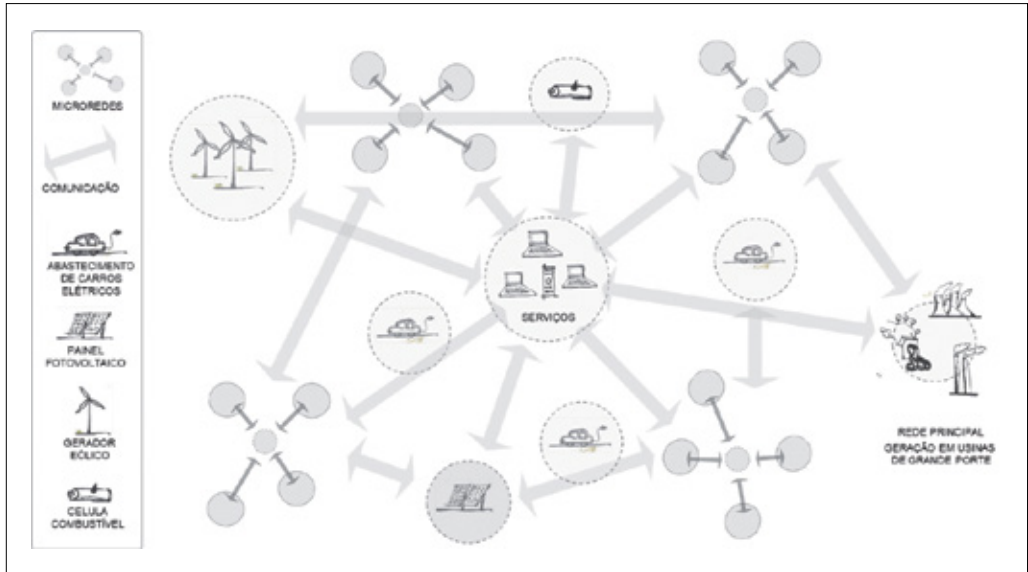 MICROREDES
COMUNICAÇÃO
ABASTECIMENTO
DE CARROS
ELÉTRICOS
PAINEL
FOTOVOLTAICO
GERADOR
EÓLICO
CELULA
COMBUSTÍVEL
SERVIÇOS
REDE PRINCIPAL
GERAÇÃO EM USINAS
DE GRANDE PORTE